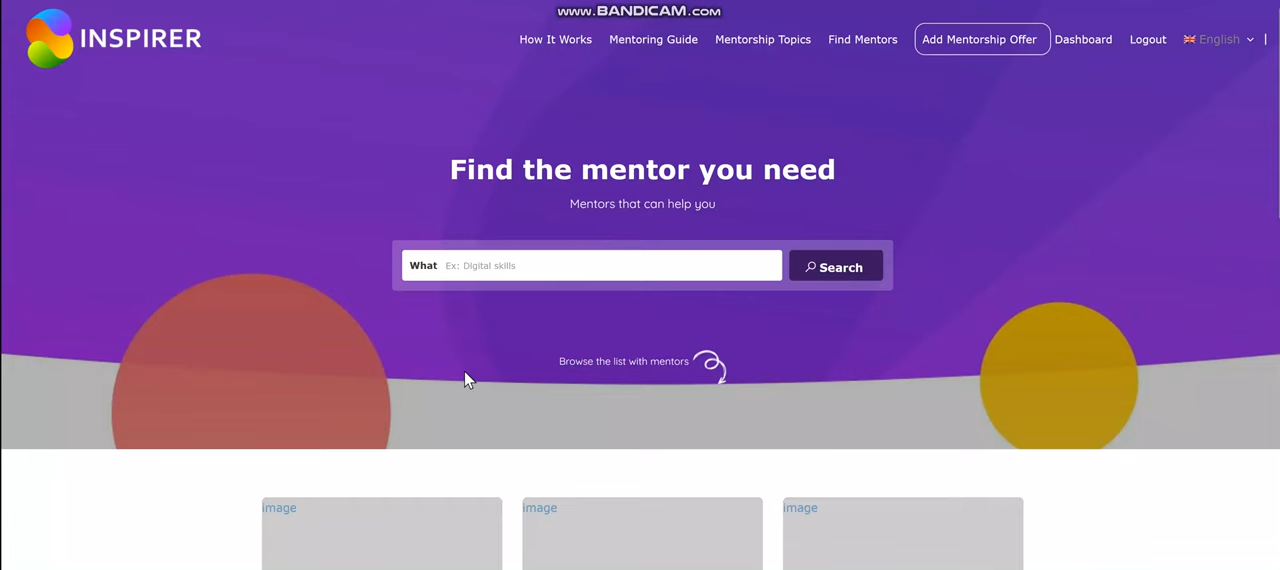 www.BANDICAM.com
INSPIRER
How It Works Mentoring Guide Mentorship Topics Find Mentors Add Mentorship Offer Dashboard Logout English
Find the mentor you need
Mentors that can help you
What Ex: Digital skills Search
Browse the list with mentors
image image image